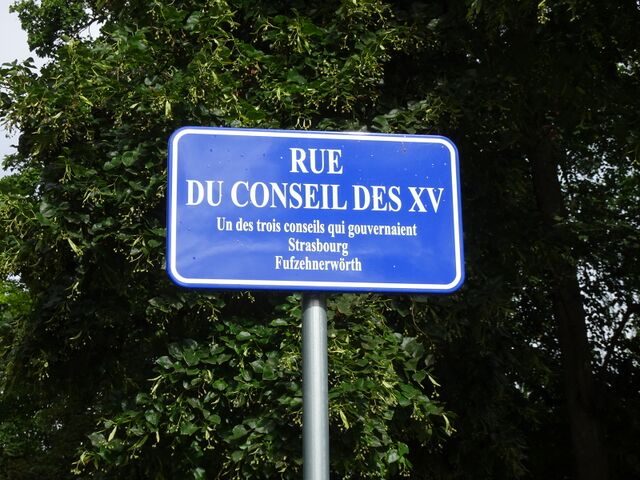 RUE
DU CONSEIL DES XV
Un des trois conseils qui gouvernaient
Strasbourg
Fufzehnerwörth